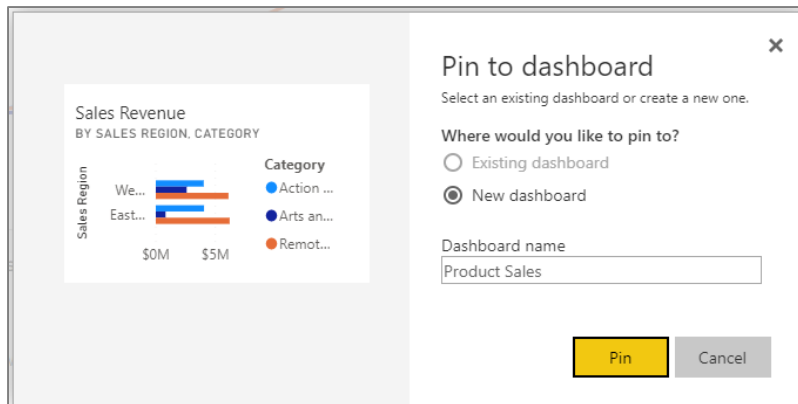 Sales Revenue
BY SALES REGION, CATEGORY
Sales Region
We...
East...
$0M
$5M
Category
Action ...
Arts an...
Remot...
Pin to dashboard
Select an existing dashboard or create a new one.
Where would you like to pin to?
Existing dashboard
New dashboard
Dashboard name
Product Sales
Pin
Cancel